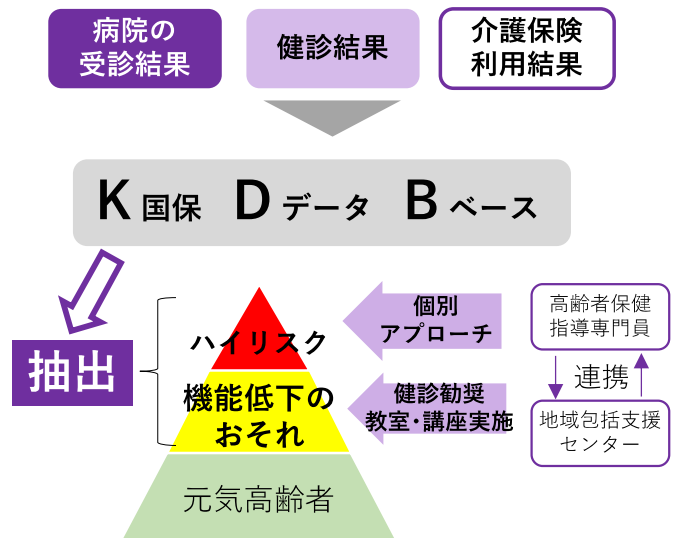 病院の
受診結果
健診結果
介護保険
利用結果
K 国保 D データ B ベース
抽出
ハイリスク
機能低下の
おそれ
元気高齢者
個別
アプローチ
健診勧奨
教室・講座実施
高齢者保健
指導専門員
連携
地域包括支援
センター